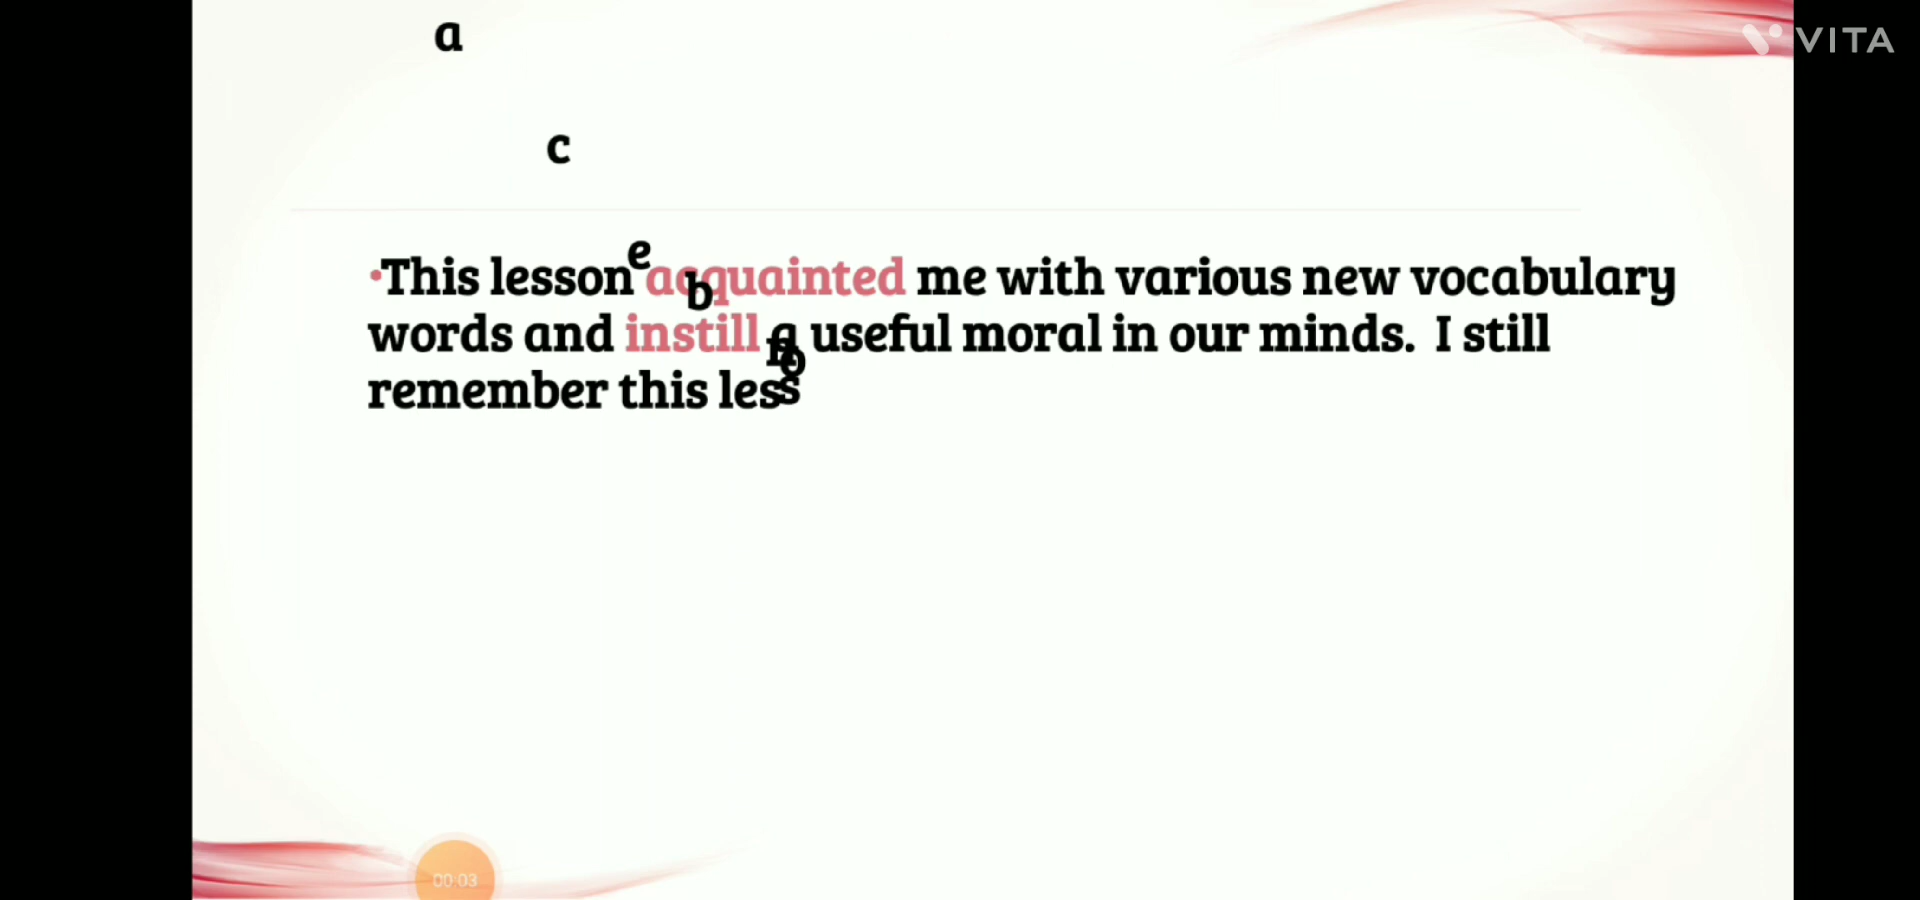 VITA
a
c
e
b
•This lesson acquainted me with various new vocabulary
words and instill a useful moral in our minds. I still
remember this less
n
o
00:03